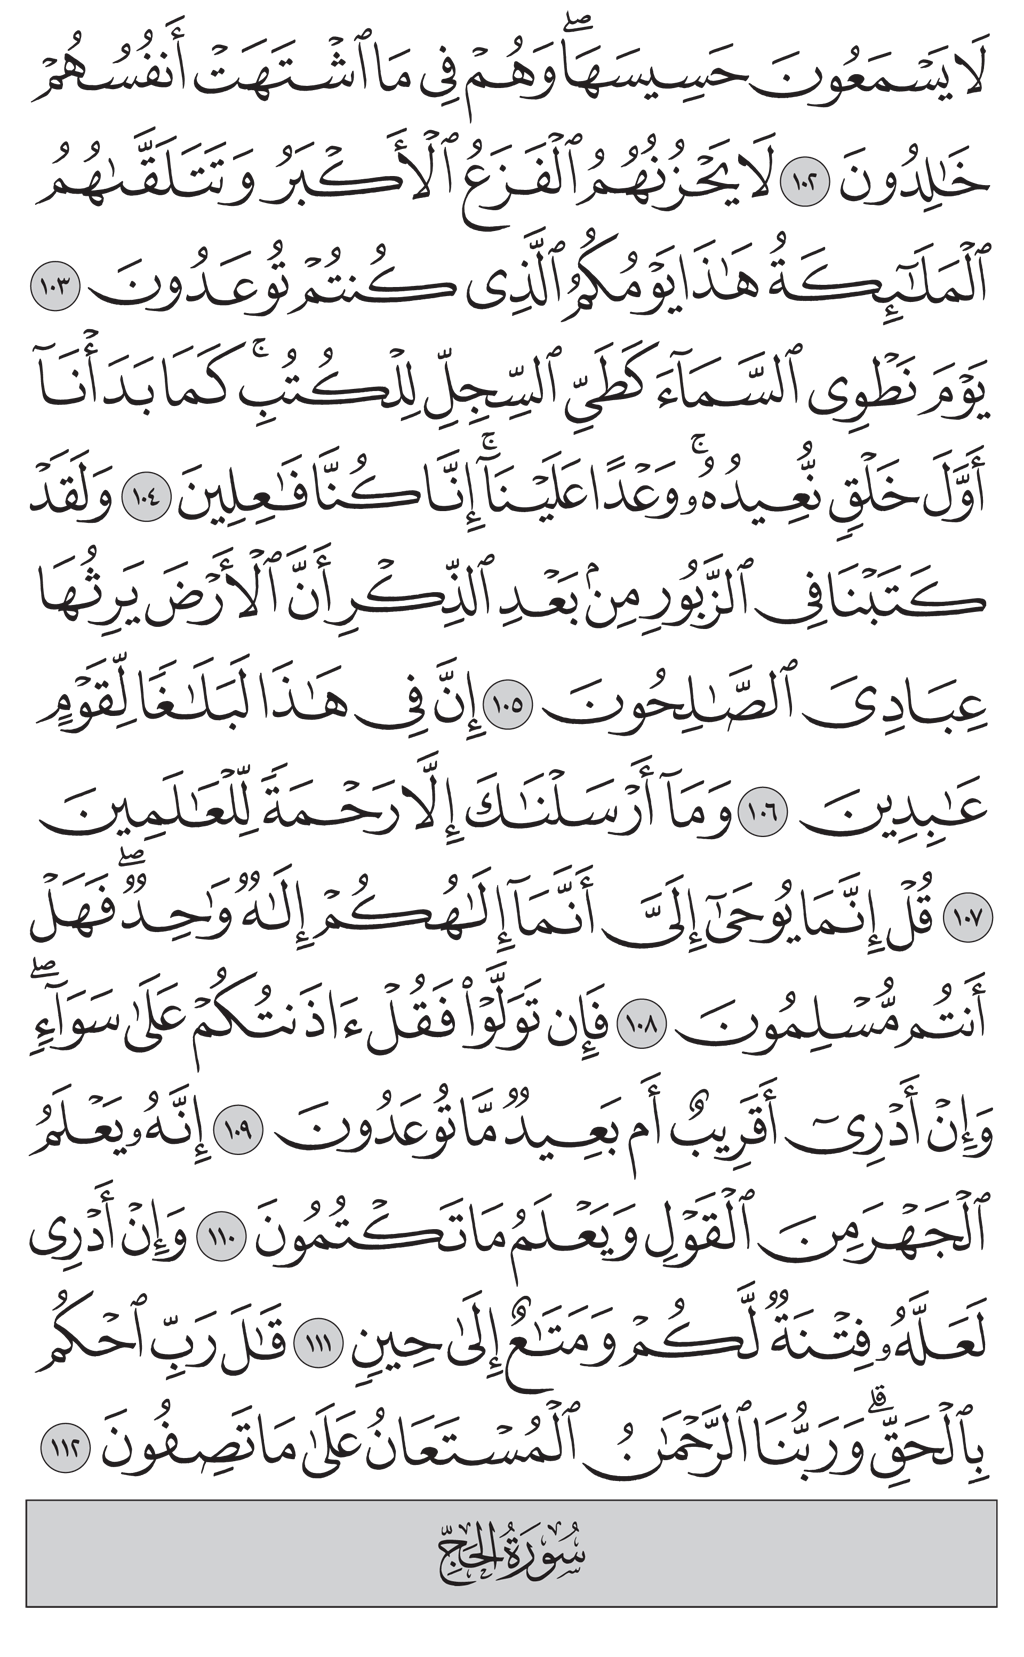 لَا يَسْمَعُونَ حَسِيسَهَا ۖ وَهُمْ فِى مَا ٱشْتَهَتْ أَنفُسُهُمْ
خَٰلِدُونَ ١٠٢ لَا يَحْزُنُهُمُ ٱلْفَزَعُ ٱلْأَكْبَرُ وَتَتَلَقَّىٰهُمُ
ٱلْمَلَٰٓئِكَةُ هَٰذَا يَوْمُكُمُ ٱلَّذِى كُنتُمْ تُوعَدُونَ ١٠٣
يَوْمَ نَطْوِى ٱلسَّمَآءَ كَطَىِّ ٱلسِّجِلِّ لِلْكُتُبِ ۚ كَمَا بَدَأْنَآ
أَوَّلَ خَلْقٍ نُّعِيدُهُۥ ۚ وَعْدًا عَلَيْنَآ ۚ إِنَّا كُنَّا فَٰعِلِينَ ١٠٤ وَلَقَدْ
كَتَبْنَا فِى ٱلزَّبُورِ مِنۢ بَعْدِ ٱلذِّكْرِ أَنَّ ٱلْأَرْضَ يَرِثُهَا
عِبَادِىَ ٱلصَّٰلِحُونَ ١٠٥ إِنَّ فِى هَٰذَا لَبَلَٰغًا لِّقَوْمٍ
عَٰبِدِينَ ١٠٦ وَمَآ أَرْسَلْنَٰكَ إِلَّا رَحْمَةً لِّلْعَٰلَمِينَ
١٠٧ قُلْ إِنَّمَا يُوحَىٰٓ إِلَىَّ أَنَّمَآ إِلَٰهُكُمْ إِلَٰهٌ وَٰحِدٌ ۖ فَهَلْ
أَنتُم مُّسْلِمُونَ ١٠٨ فَإِن تَوَلَّوْا۟ فَقُلْ ءَاذَنتُكُمْ عَلَىٰ سَوَآءٍ ۖ
وَإِنْ أَدْرِىٓ أَقَرِيبٌ أَم بَعِيدٌ مَّا تُوعَدُونَ ١٠٩ إِنَّهُۥ يَعْلَمُ
ٱلْجَهْرَ مِنَ ٱلْقَوْلِ وَيَعْلَمُ مَا تَكْتُمُونَ ١١٠ وَإِنْ أَدْرِى
لَعَلَّهُۥ فِتْنَةٌ لَّكُمْ وَمَتَٰعٌ إِلَىٰ حِينٍ ١١١ قَٰلَ رَبِّ ٱحْكُم
بِٱلْحَقِّ ۗ وَرَبُّنَا ٱلرَّحْمَٰنُ ٱلْمُسْتَعَانُ عَلَىٰ مَا تَصِفُونَ ١١٢
سُورَةُ الحَجِّ